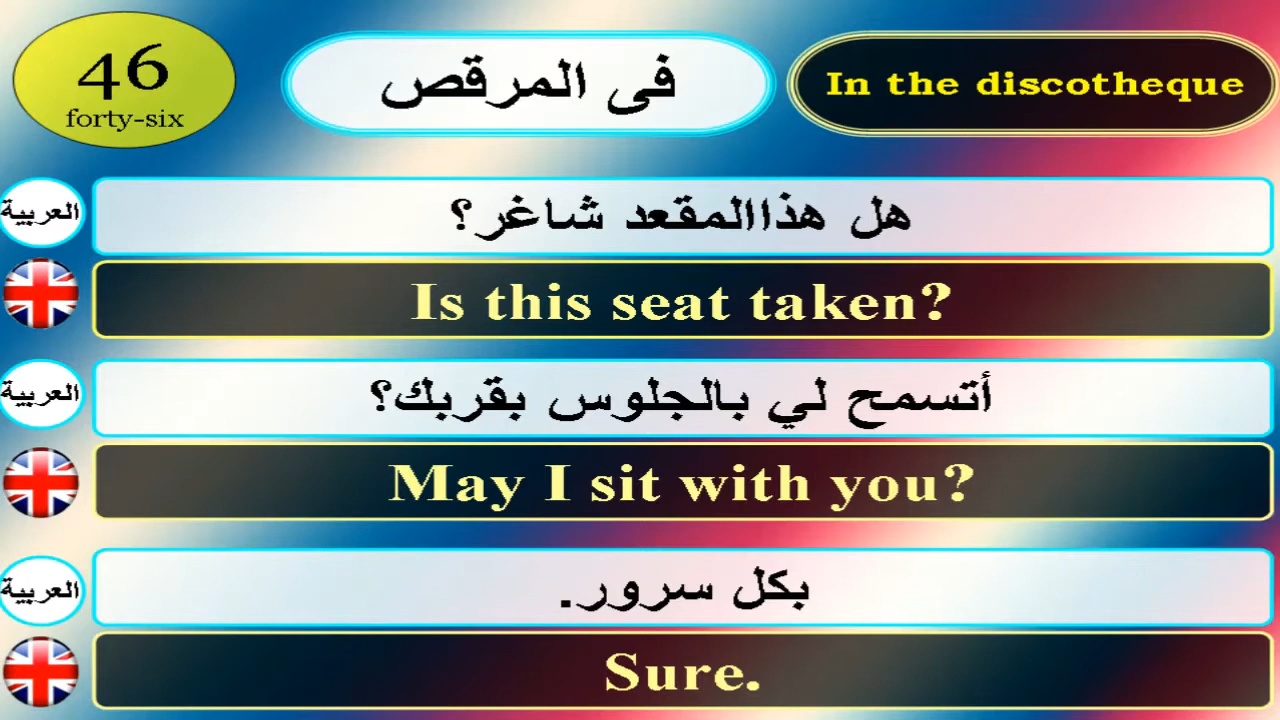 46
forty-six
فى المرقص
In the discotheque
العربية
هل هذاالمقعد شاغر؟
Is this seat taken?
العربية
أتسمح لي بالجلوس بقربك؟
May I sit with you?
العربية
بكل سرور.
Sure.